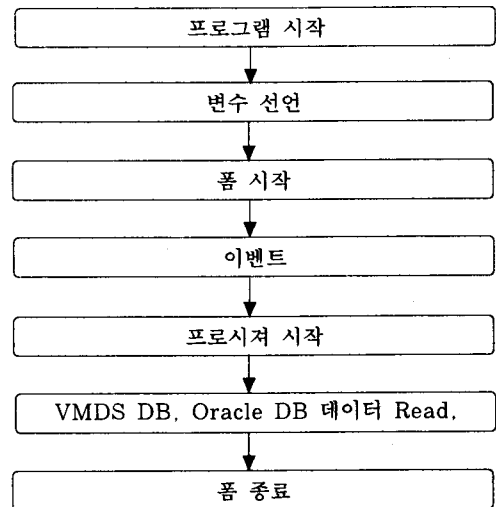 프로그램 시작
변수 선언
폼 시작
이벤트
프로시져 시작
VMDS DB, Oracle DB 데이터 Read,
폼 종료